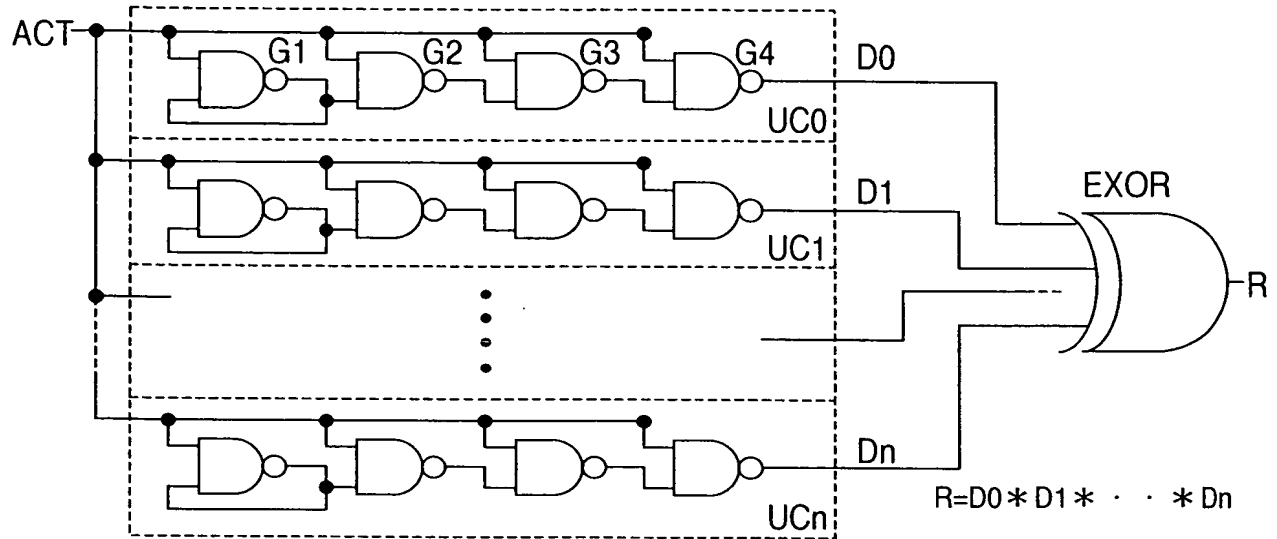 ACT
G1 G2 G3 G4
D0
UC0
D1
UC1
EXOR
R
Dn
UCn
R=D0＊D1＊・・＊Dn